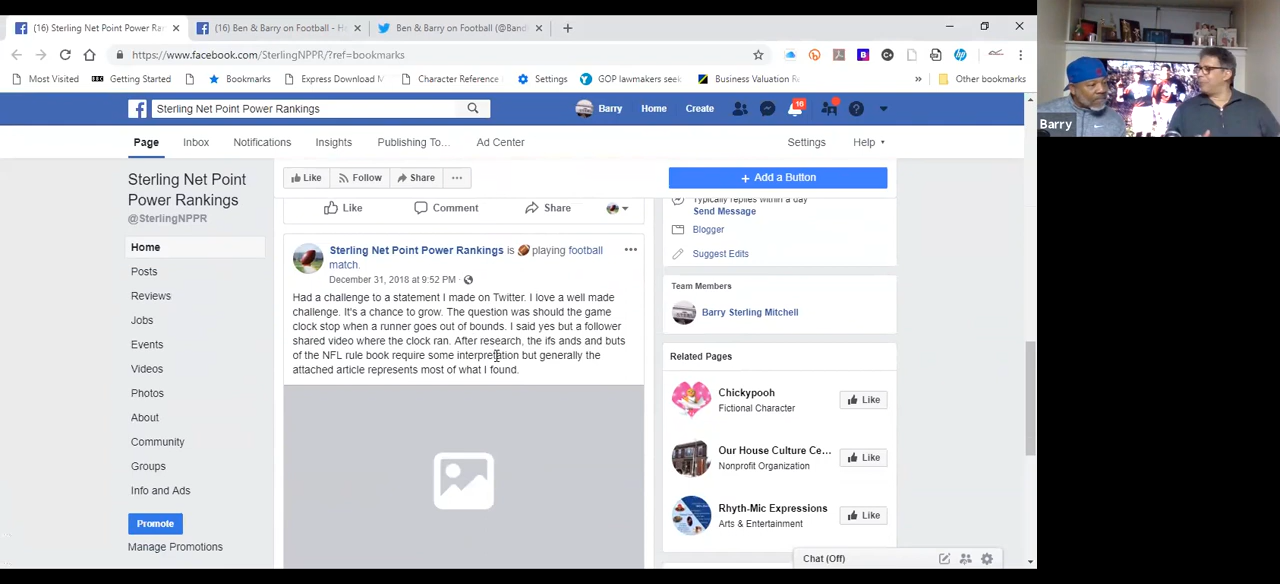 (16) Sterling Net Point Power Ra
(16) Ben & Barry on Football - H
Ben & Barry on Football (@Band
https://www.facebook.com/SterlingNPPR/?ref=bookmarks
Most Visited
Getting Started
Bookmarks
Express Download M
Character Reference
Settings
GOP lawmakers seek
Business Valuation Re
»
Other bookmarks
Barry
Sterling Net Point Power Rankings
Barry
Home
Create
16
Page
Inbox
Notifications
Insights
Publishing To...
Ad Center
Settings
Help
Sterling Net Point
Power Rankings
@SterlingNPPR
Home
Posts
Reviews
Jobs
Events
Videos
Photos
About
Community
Groups
Info and Ads
Promote
Manage Promotions
Like
Follow
Share
Like
Comment
Share
Sterling Net Point Power Rankings is playing football
match.
December 31, 2018 at 9:52 PM
Had a challenge to a statement I made on Twitter. I love a well made
challenge. It's a chance to grow. The question was should the game
clock stop when a runner goes out of bounds. I said yes but a follower
shared video where the clock ran. After research, the ifs ands and buts
of the NFL rule book require some interpretation but generally the
attached article represents most of what I found.
+ Add a Button
Typically replies within a day
Send Message
Blogger
Suggest Edits
Team Members
Barry Sterling Mitchell
Related Pages
Chickypooh
Fictional Character
Like
Our House Culture Ce...
Nonprofit Organization
Like
Rhyth-Mic Expressions
Arts & Entertainment
Like
Chat (Off)